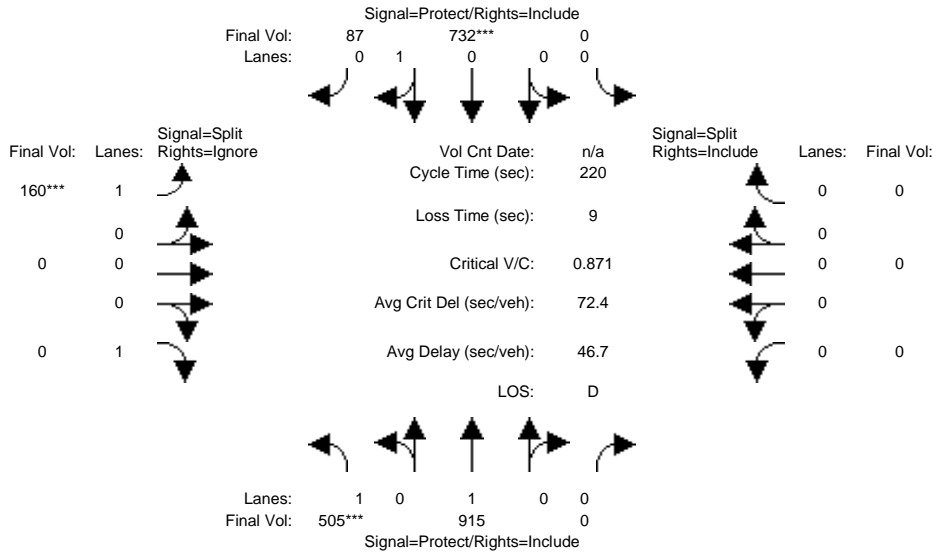 Signal=Protect/Rights=Include
Final Vol: 87 732*** 0
Lanes: 0 1 0 0 0
Signal=Split
Final Vol: Lanes: Rights=Ignore
Vol Cnt Date: n/a
Signal=Split
Rights=Include Lanes: Final Vol:
Cycle Time (sec): 220
160*** 1
0 0
Loss Time (sec): 9
0
0
0 0
Critical V/C: 0.871
0 0
0
Avg Crit Del (sec/veh): 72.4
0
0 1
Avg Delay (sec/veh): 46.7
0 0
LOS: D
Lanes: 1 0 1 0 0
Final Vol: 505*** 915 0
Signal=Protect/Rights=Include